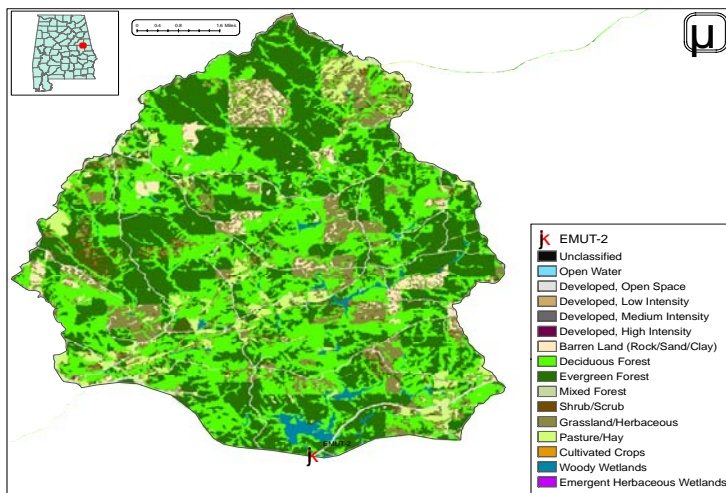 0 0.4 0.8 1.6 Miles
µ
EMUT-2
jk EMUT-2
Unclassified
Open Water
Developed, Open Space
Developed, Low Intensity
Developed, Medium Intensity
Developed, High Intensity
Barren Land (Rock/Sand/Clay)
Deciduous Forest
Evergreen Forest
Mixed Forest
Shrub/Scrub
Grassland/Herbaceous
Pasture/Hay
Cultivated Crops
Woody Wetlands
Emergent Herbaceous Wetlands
jk